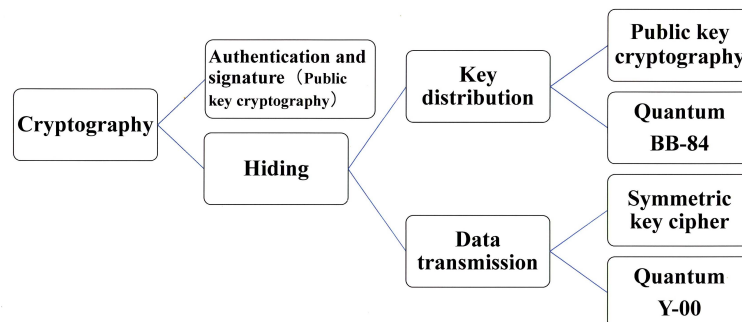 Cryptography
Authentication and
signature（Public
key cryptography）
Hiding
Key
distribution
Data
transmission
Public key
cryptography
Quantum
BB-84
Symmetric
key cipher
Quantum
Y-00